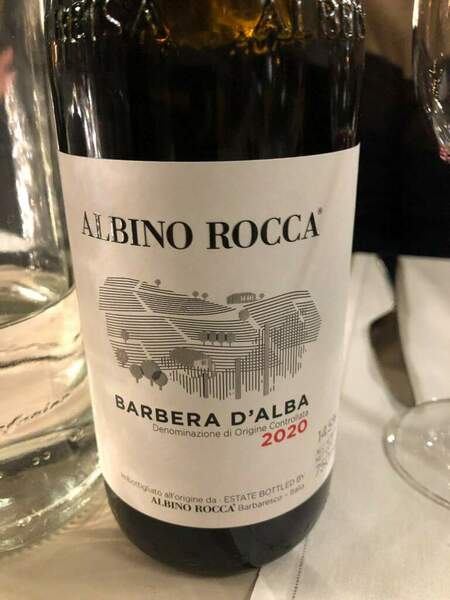 ALBINO ROCCA®
BARBERA D'ALBA
Denominazione di Origine Controllata
2020
imbottigliato all'origine da - ESTATE BOTTLED BY
ALBINO ROCCA® Barbaresco - Italia